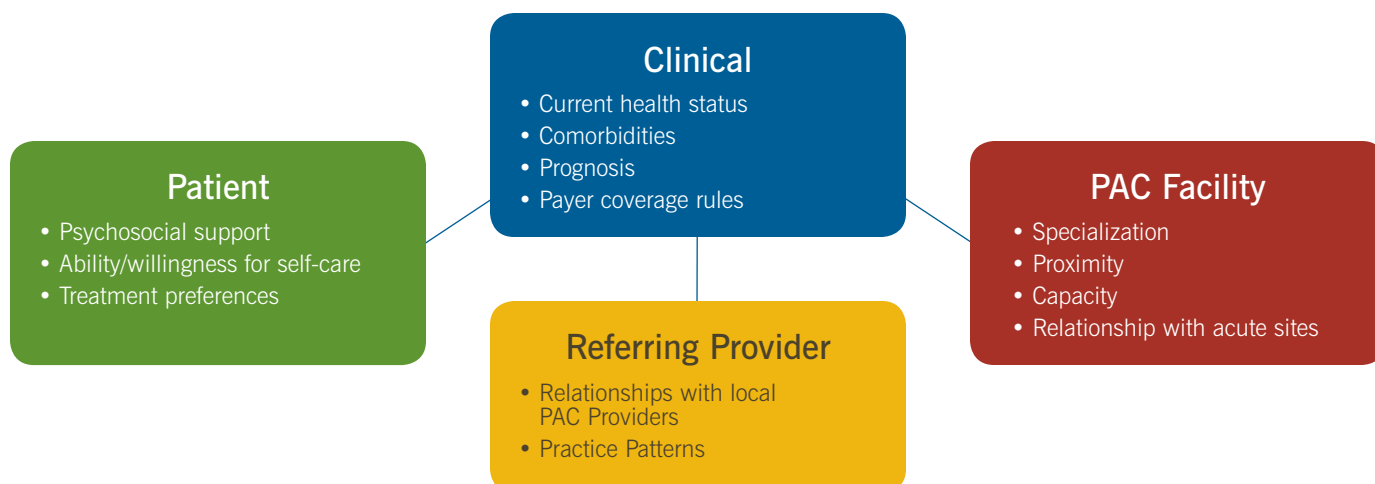 Clinical
• Current health status
• Comorbidities
• Prognosis
• Payer coverage rules
Patient
• Psychosocial support
• Ability/willingness for self-care
• Treatment preferences
PAC Facility
• Specialization
• Proximity
• Capacity
• Relationship with acute sites
Referring Provider
• Relationships with local
PAC Providers
• Practice Patterns